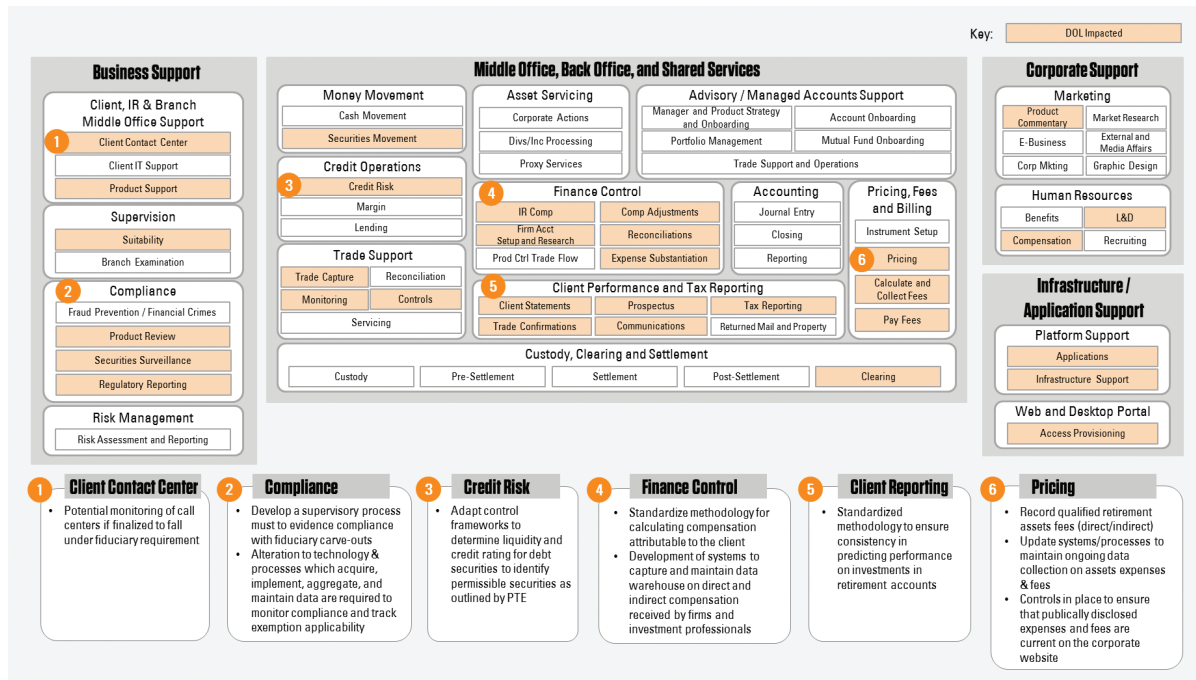 Key:
DOL Impacted
Business Support
Client, IR & Branch
Middle Office Support
1
Client Contact Center
Client IT Support
Product Support
Supervision
Suitability
Branch Examination
2
Compliance
Fraud Prevention / Financial Crimes
Product Review
Securities Surveillance
Regulatory Reporting
Risk Management
Risk Assessment and Reporting
Middle Office, Back Office, and Shared Services
Money Movement
Cash Movement
Securities Movement
Credit Operations
3
Credit Risk
Margin
Lending
Trade Support
Trade Capture
Reconciliation
Monitoring
Controls
Servicing
Asset Servicing
Corporate Actions
Divs/Inc Processing
Proxy Services
Advisory / Managed Accounts Support
Manager and Product Strategy
and Onboarding
Account Onboarding
Portfolio Management
Mutual Fund Onboarding
Trade Support and Operations
4
Finance Control
IR Comp
Comp Adjustments
Firm Acct
Setup and Research
Reconciliations
Prod Ctrl Trade Flow
Expense Substantiation
Accounting
Journal Entry
Closing
Reporting
Pricing, Fees
and Billing
Instrument Setup
6
Pricing
Calculate and
Collect Fees
Pay Fees
5
Client Performance and Tax Reporting
Client Statements
Prospectus
Tax Reporting
Trade Confirmations
Communications
Returned Mail and Property
Custody, Clearing and Settlement
Custody
Pre-Settlement
Settlement
Post-Settlement
Clearing
Corporate Support
Marketing
Product
Commentary
Market Research
E-Business
External and
Media Affairs
Corp Mkting
Graphic Design
Human Resources
Benefits
L&D
Compensation
Recruiting
Infrastructure /
Application Support
Platform Support
Applications
Infrastructure Support
Web and Desktop Portal
Access Provisioning
1
Client Contact Center
• Potential monitoring of call
centers if finalized to fall
under fiduciary requirement
2
Compliance
• Develop a supervisory process
must to evidence compliance
with fiduciary carve-outs
• Alteration to technology &
processes which acquire,
implement, aggregate, and
maintain data are required to
monitor compliance and track
exemption applicability
3
Credit Risk
• Adapt control
frameworks to
determine liquidity and
credit rating for debt
securities to identify
permissible securities as
outlined by PTE
4
Finance Control
• Standardize methodology for
calculating compensation
attributable to the client
• Development of systems to
capture and maintain data
warehouse on direct and
indirect compensation
received by firms and
investment professionals
5
Client Reporting
• Standardized
methodology to ensure
consistency in
predicting performance
on investments in
retirement accounts
6
Pricing
• Record qualified retirement
assets fees (direct/indirect)
• Update systems/processes to
maintain ongoing data
collection on assets expenses
& fees
• Controls in place to ensure
that publically disclosed
expenses and fees are
current on the corporate
website